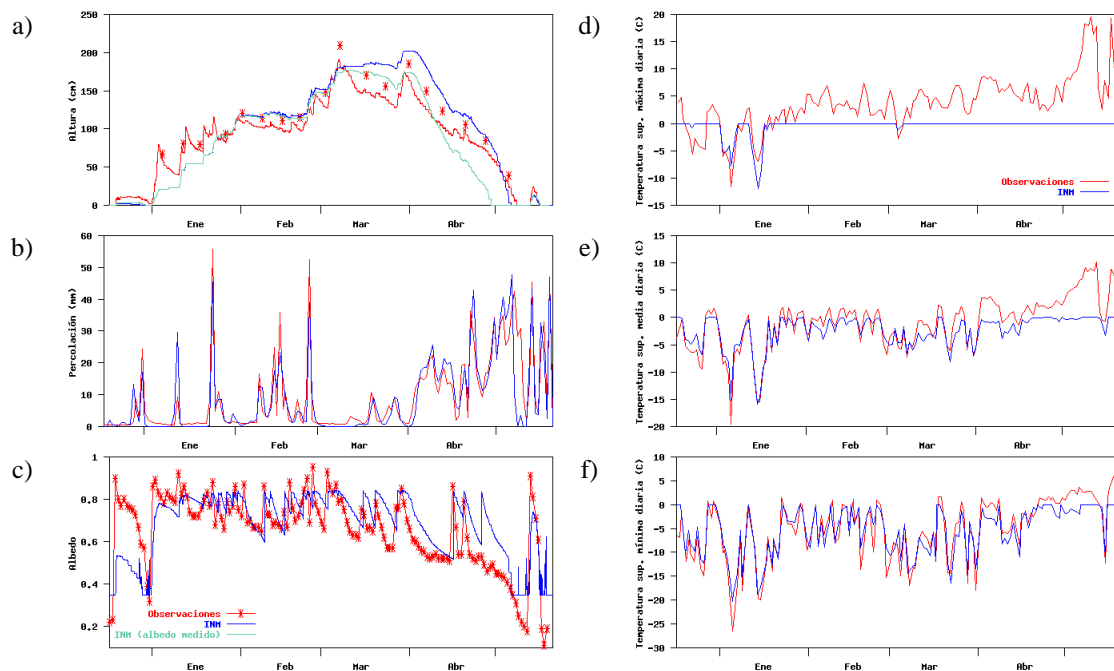 a)
250
200
150
100
50
0
Altura (cm)
Ene
Feb
Mar
Abr
b)
60
50
40
30
20
10
0
Percolación (mm)
Ene
Feb
Mar
Abr
c)
1
0.8
0.6
0.4
0.2
Albedo
Observaciones
INM
INM (albedo medido)
Ene
Feb
Mar
Abr
d)
20
15
10
5
0
-5
-10
-15
Temperatura sup. máxima diaria (C)
Observaciones
INM
Ene
Feb
Mar
Abr
e)
15
10
5
0
-5
-10
-15
-20
Temperatura sup. media diaria (C)
Ene
Feb
Mar
Abr
f)
10
5
0
-5
-10
-15
-20
-25
-30
Temperatura sup. mínima diaria (C)
Ene
Feb
Mar
Abr